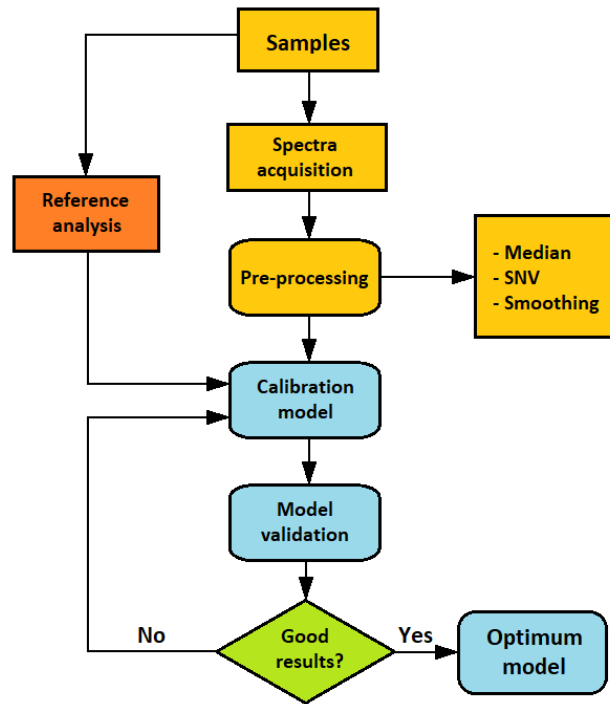 Samples
Spectra
acquisition
Reference
analysis
Pre-processing
- Median
- SNV
- Smoothing
Calibration
model
Model
validation
No
Good
results?
Yes
Optimum
model